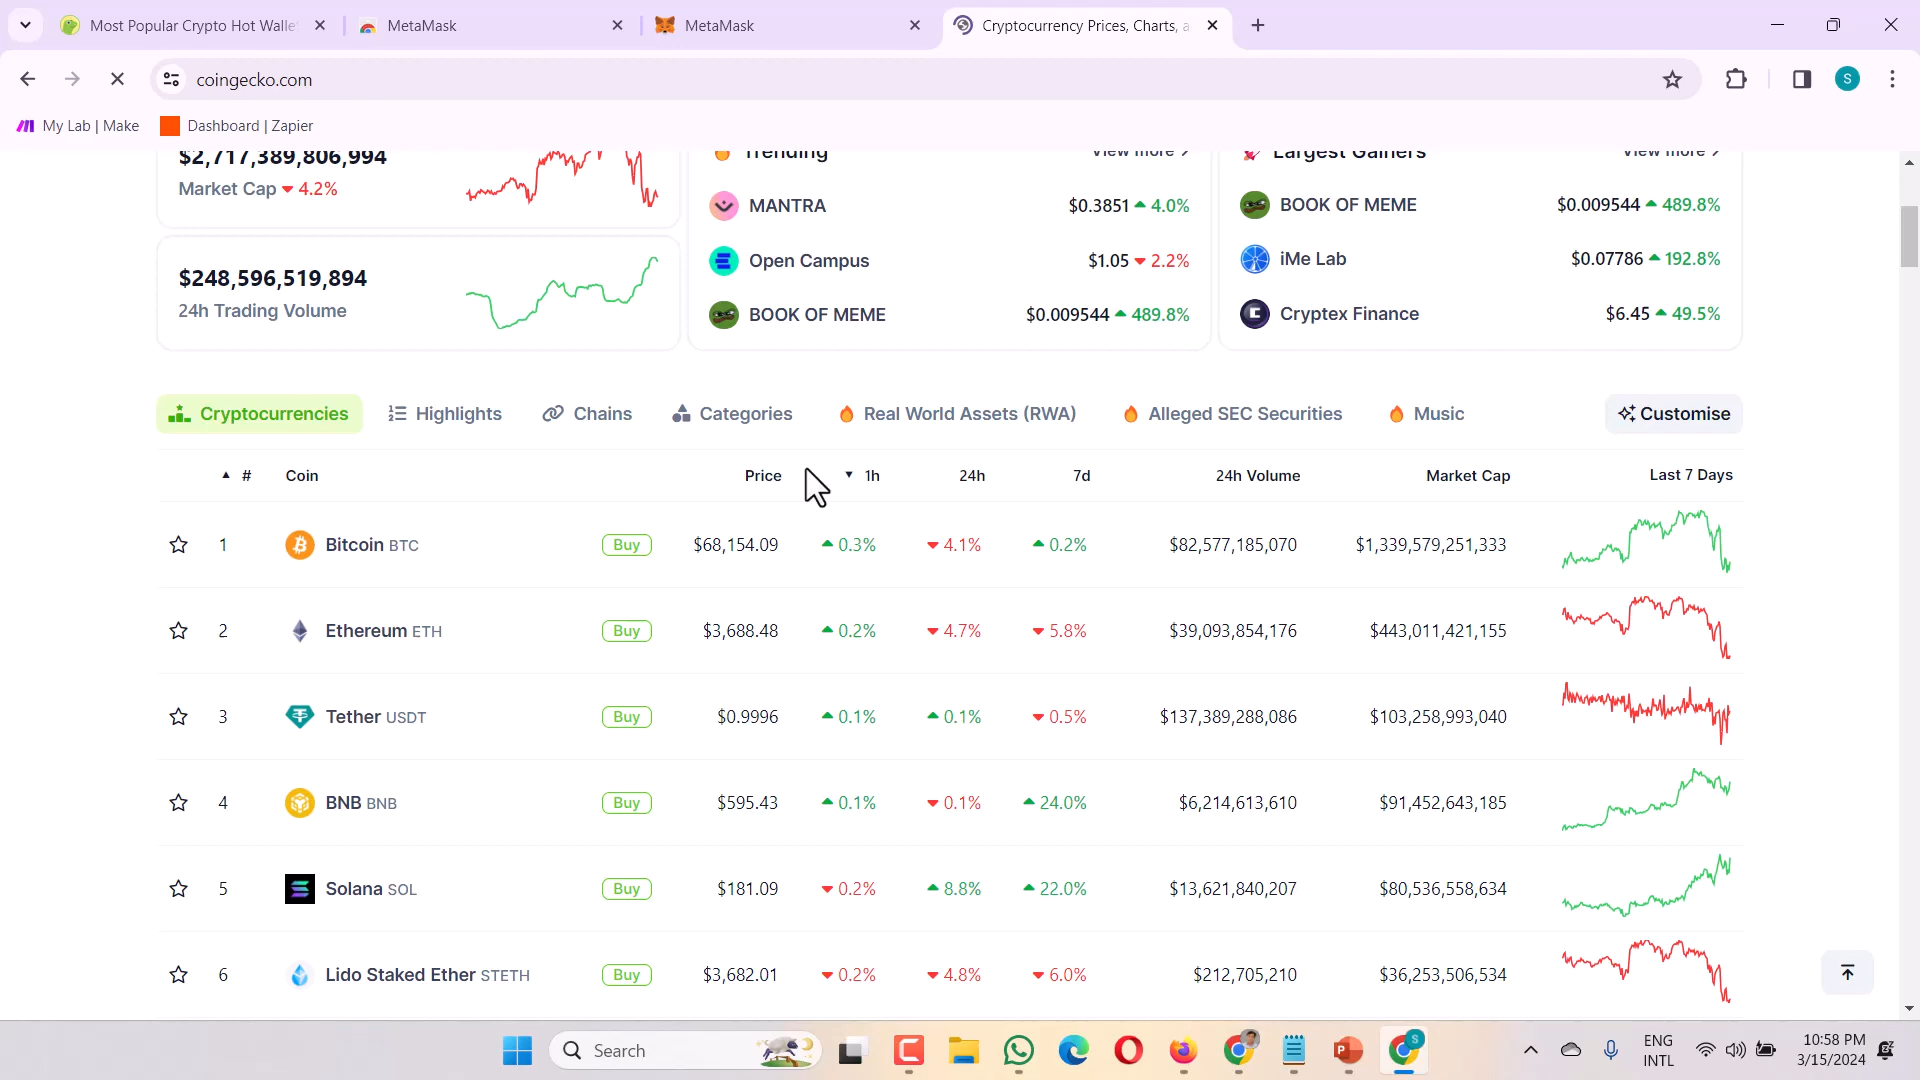 Most Popular Crypto Hot Walle
MetaMask
MetaMask
Cryptocurrency Prices, Charts, a
coingecko.com
S
My Lab | Make
Dashboard | Zapier
$2,717,389,806,994
Market Cap 4.2%
$248,596,519,894
24h Trading Volume
Trending View more
MANTRA $0.3851 4.0%
Open Campus $1.05 2.2%
BOOK OF MEME $0.009544 489.8%
Largest Gainers View more
BOOK OF MEME $0.009544 489.8%
iMe Lab $0.07786 192.8%
Cryptex Finance $6.45 49.5%
Cryptocurrencies Highlights Chains Categories Real World Assets (RWA) Alleged SEC Securities Music Customise
# Coin Price 1h 24h 7d 24h Volume Market Cap Last 7 Days
1 Bitcoin BTC Buy $68,154.09 0.3% 4.1% 0.2% $82,577,185,070 $1,339,579,251,333
2 Ethereum ETH Buy $3,688.48 0.2% 4.7% 5.8% $39,093,854,176 $443,011,421,155
3 Tether USDT Buy $0.9996 0.1% 0.1% 0.5% $137,389,288,086 $103,258,993,040
4 BNB BNB Buy $595.43 0.1% 0.1% 24.0% $6,214,613,610 $91,452,643,185
5 Solana SOL Buy $181.09 0.2% 8.8% 22.0% $13,621,840,207 $80,536,558,634
6 Lido Staked Ether STETH Buy $3,682.01 0.2% 4.8% 6.0% $212,705,210 $36,253,506,534
Search
ENG
INTL
10:58 PM
3/15/2024